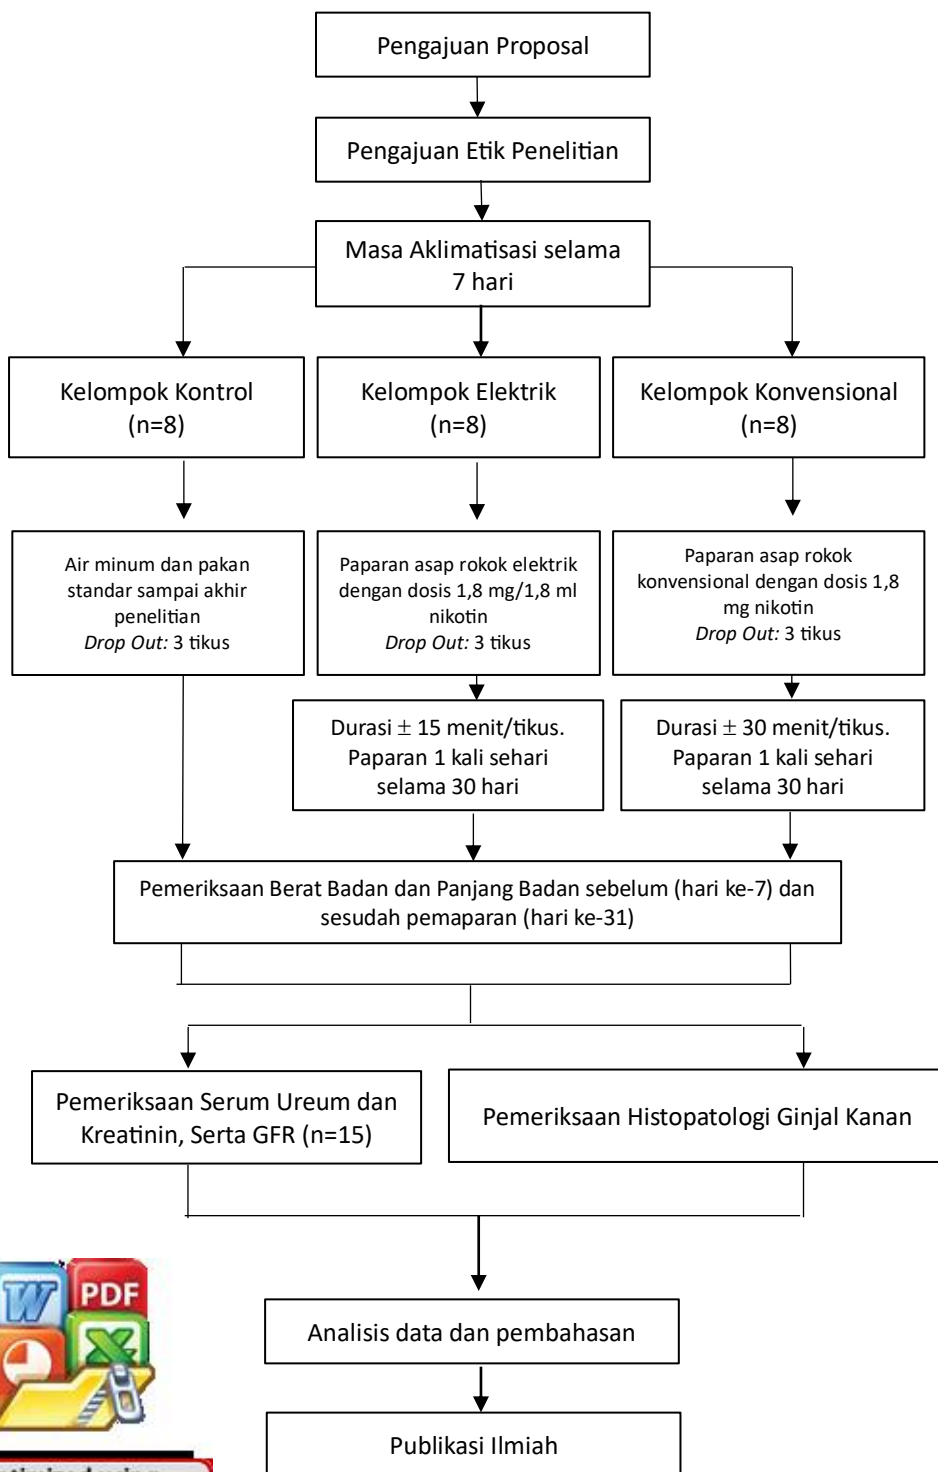 Pengajuan Proposal
Pengajuan Etik Penelitian
Masa Aklimatisasi selama
7 hari
Kelompok Kontrol
(n=8)
Kelompok Elektrik
(n=8)
Kelompok Konvensional
(n=8)
Air minum dan pakan
standar sampai akhir
penelitian
Drop Out: 3 tikus
Paparan asap rokok elektrik
dengan dosis 1,8 mg/1,8 ml
nikotin
Drop Out: 3 tikus
Paparan asap rokok
konvensional dengan dosis 1,8
mg nikotin
Drop Out: 3 tikus
Durasi ± 15 menit/tikus.
Paparan 1 kali sehari
selama 30 hari
Durasi ± 30 menit/tikus.
Paparan 1 kali sehari
selama 30 hari
Pemeriksaan Berat Badan dan Panjang Badan sebelum (hari ke-7) dan
sesudah pemaparan (hari ke-31)
Pemeriksaan Serum Ureum dan
Kreatinin, Serta GFR (n=15)
Pemeriksaan Histopatologi Ginjal Kanan
W
PDF
X
Analisis data dan pembahasan
Publikasi Ilmiah